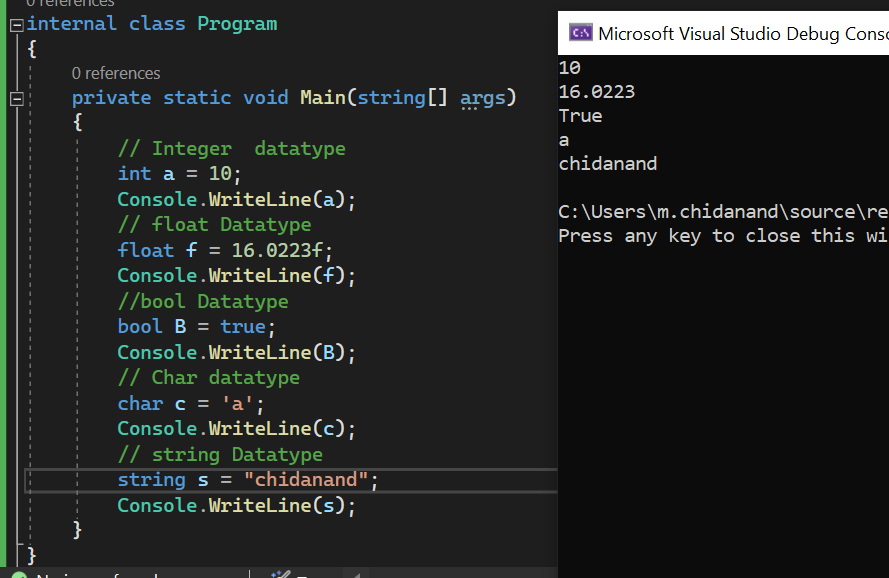 0 references
internal class Program
{
0 references
private static void Main(string[] args)
{
// Integer  datatype
int a = 10;
Console.WriteLine(a);
// float Datatype
float f = 16.0223f;
Console.WriteLine(f);
//bool Datatype
bool B = true;
Console.WriteLine(B);
// Char datatype
char c = 'a';
Console.WriteLine(c);
// string Datatype
string s = "chidanand";
Console.WriteLine(s);
}
}
Microsoft Visual Studio Debug Conso
10
16.0223
True
a
chidanand
C:\Users\m.chidanand\source\re
Press any key to close this wi